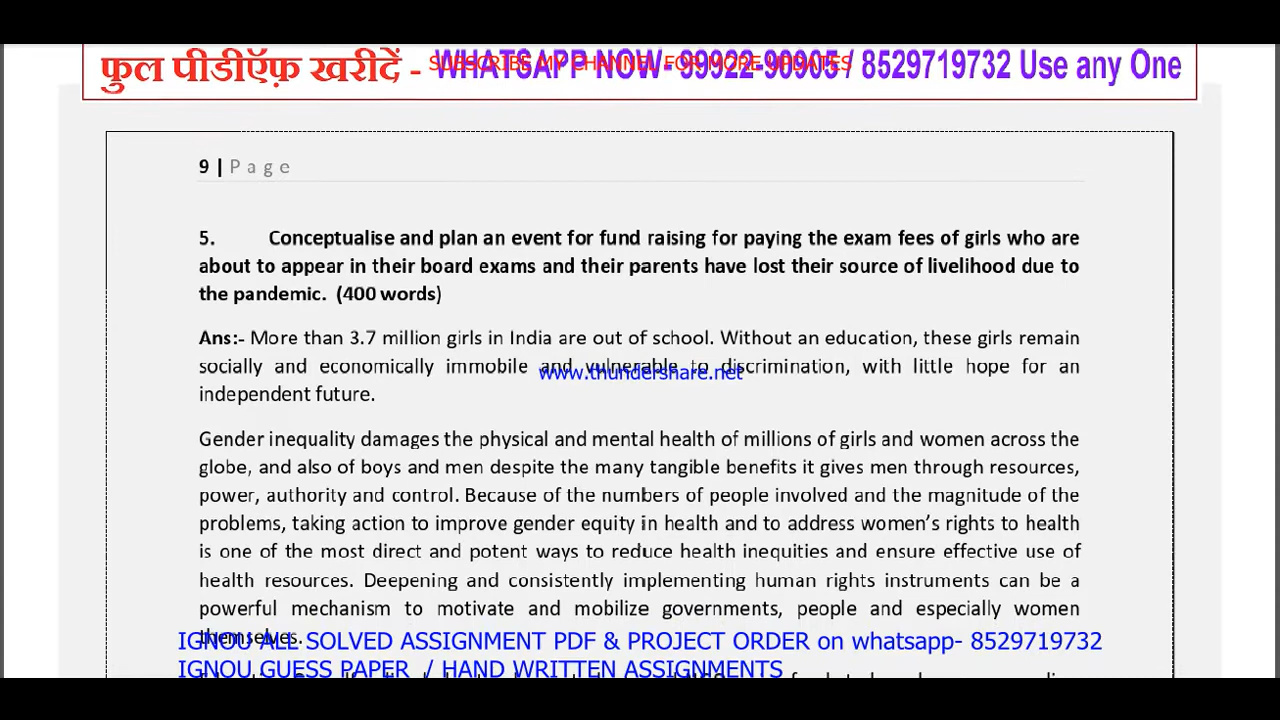 फुल पीडीऍफ़ खरीदें - WHATSAPP NOW- 99922-90905 / 8529719732 Use any One
SUBSCRIBE MY CHANNEL FOR MORE UPDATES
9 | Page
5. Conceptualise and plan an event for fund raising for paying the exam fees of girls who are
about to appear in their board exams and their parents have lost their source of livelihood due to
the pandemic. (400 words)
Ans:- More than 3.7 million girls in India are out of school. Without an education, these girls remain
socially and economically immobile and vulnerable to discrimination, with little hope for an
www.thundershare.net
independent future.
Gender inequality damages the physical and mental health of millions of girls and women across the
globe, and also of boys and men despite the many tangible benefits it gives men through resources,
power, authority and control. Because of the numbers of people involved and the magnitude of the
problems, taking action to improve gender equity in health and to address women's rights to health
is one of the most direct and potent ways to reduce health inequities and ensure effective use of
health resources. Deepening and consistently implementing human rights instruments can be a
powerful mechanism to motivate and mobilize governments, people and especially women
themselves.
IGNOU ALL SOLVED ASSIGNMENT PDF & PROJECT ORDER on whatsapp- 8529719732
IGNOU GUESS PAPER / HAND WRITTEN ASSIGNMENTS